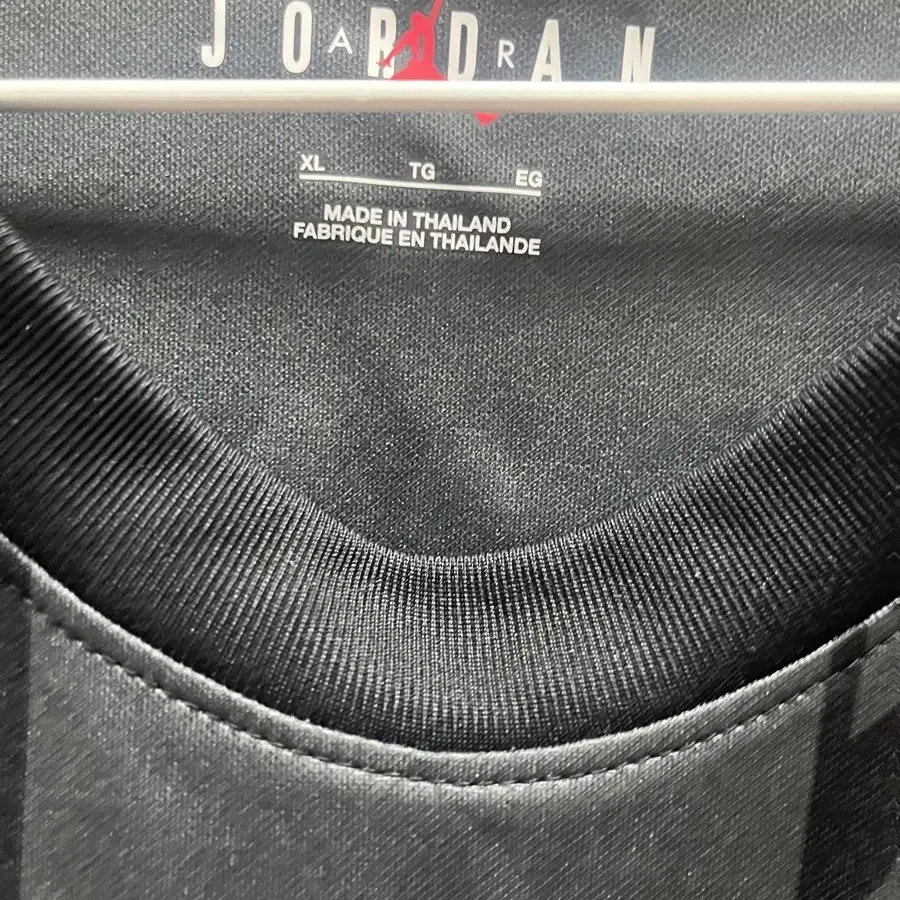 JORDAN
A R
XL TG EG
MADE IN THAILAND
FABRIQUE EN THAILANDE